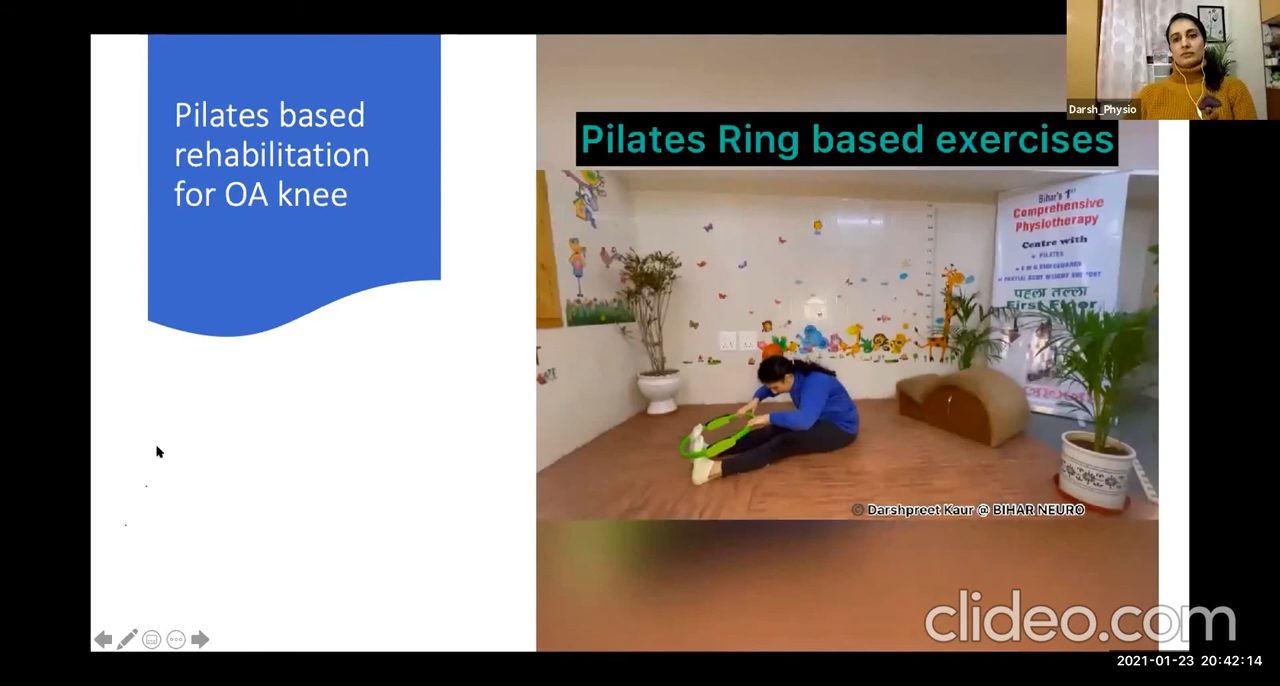 Pilates based
rehabilitation
for OA knee
Darsh_Physio
Pilates Ring based exercises
Bihar's 1st
Comprehensive
Physiotherapy
Centre with
PILATES
पहला तल्ला
First Floor
Darshpreet Kaur @ BIHAR NEURO
clideo.com
2021-01-23 20:42:14